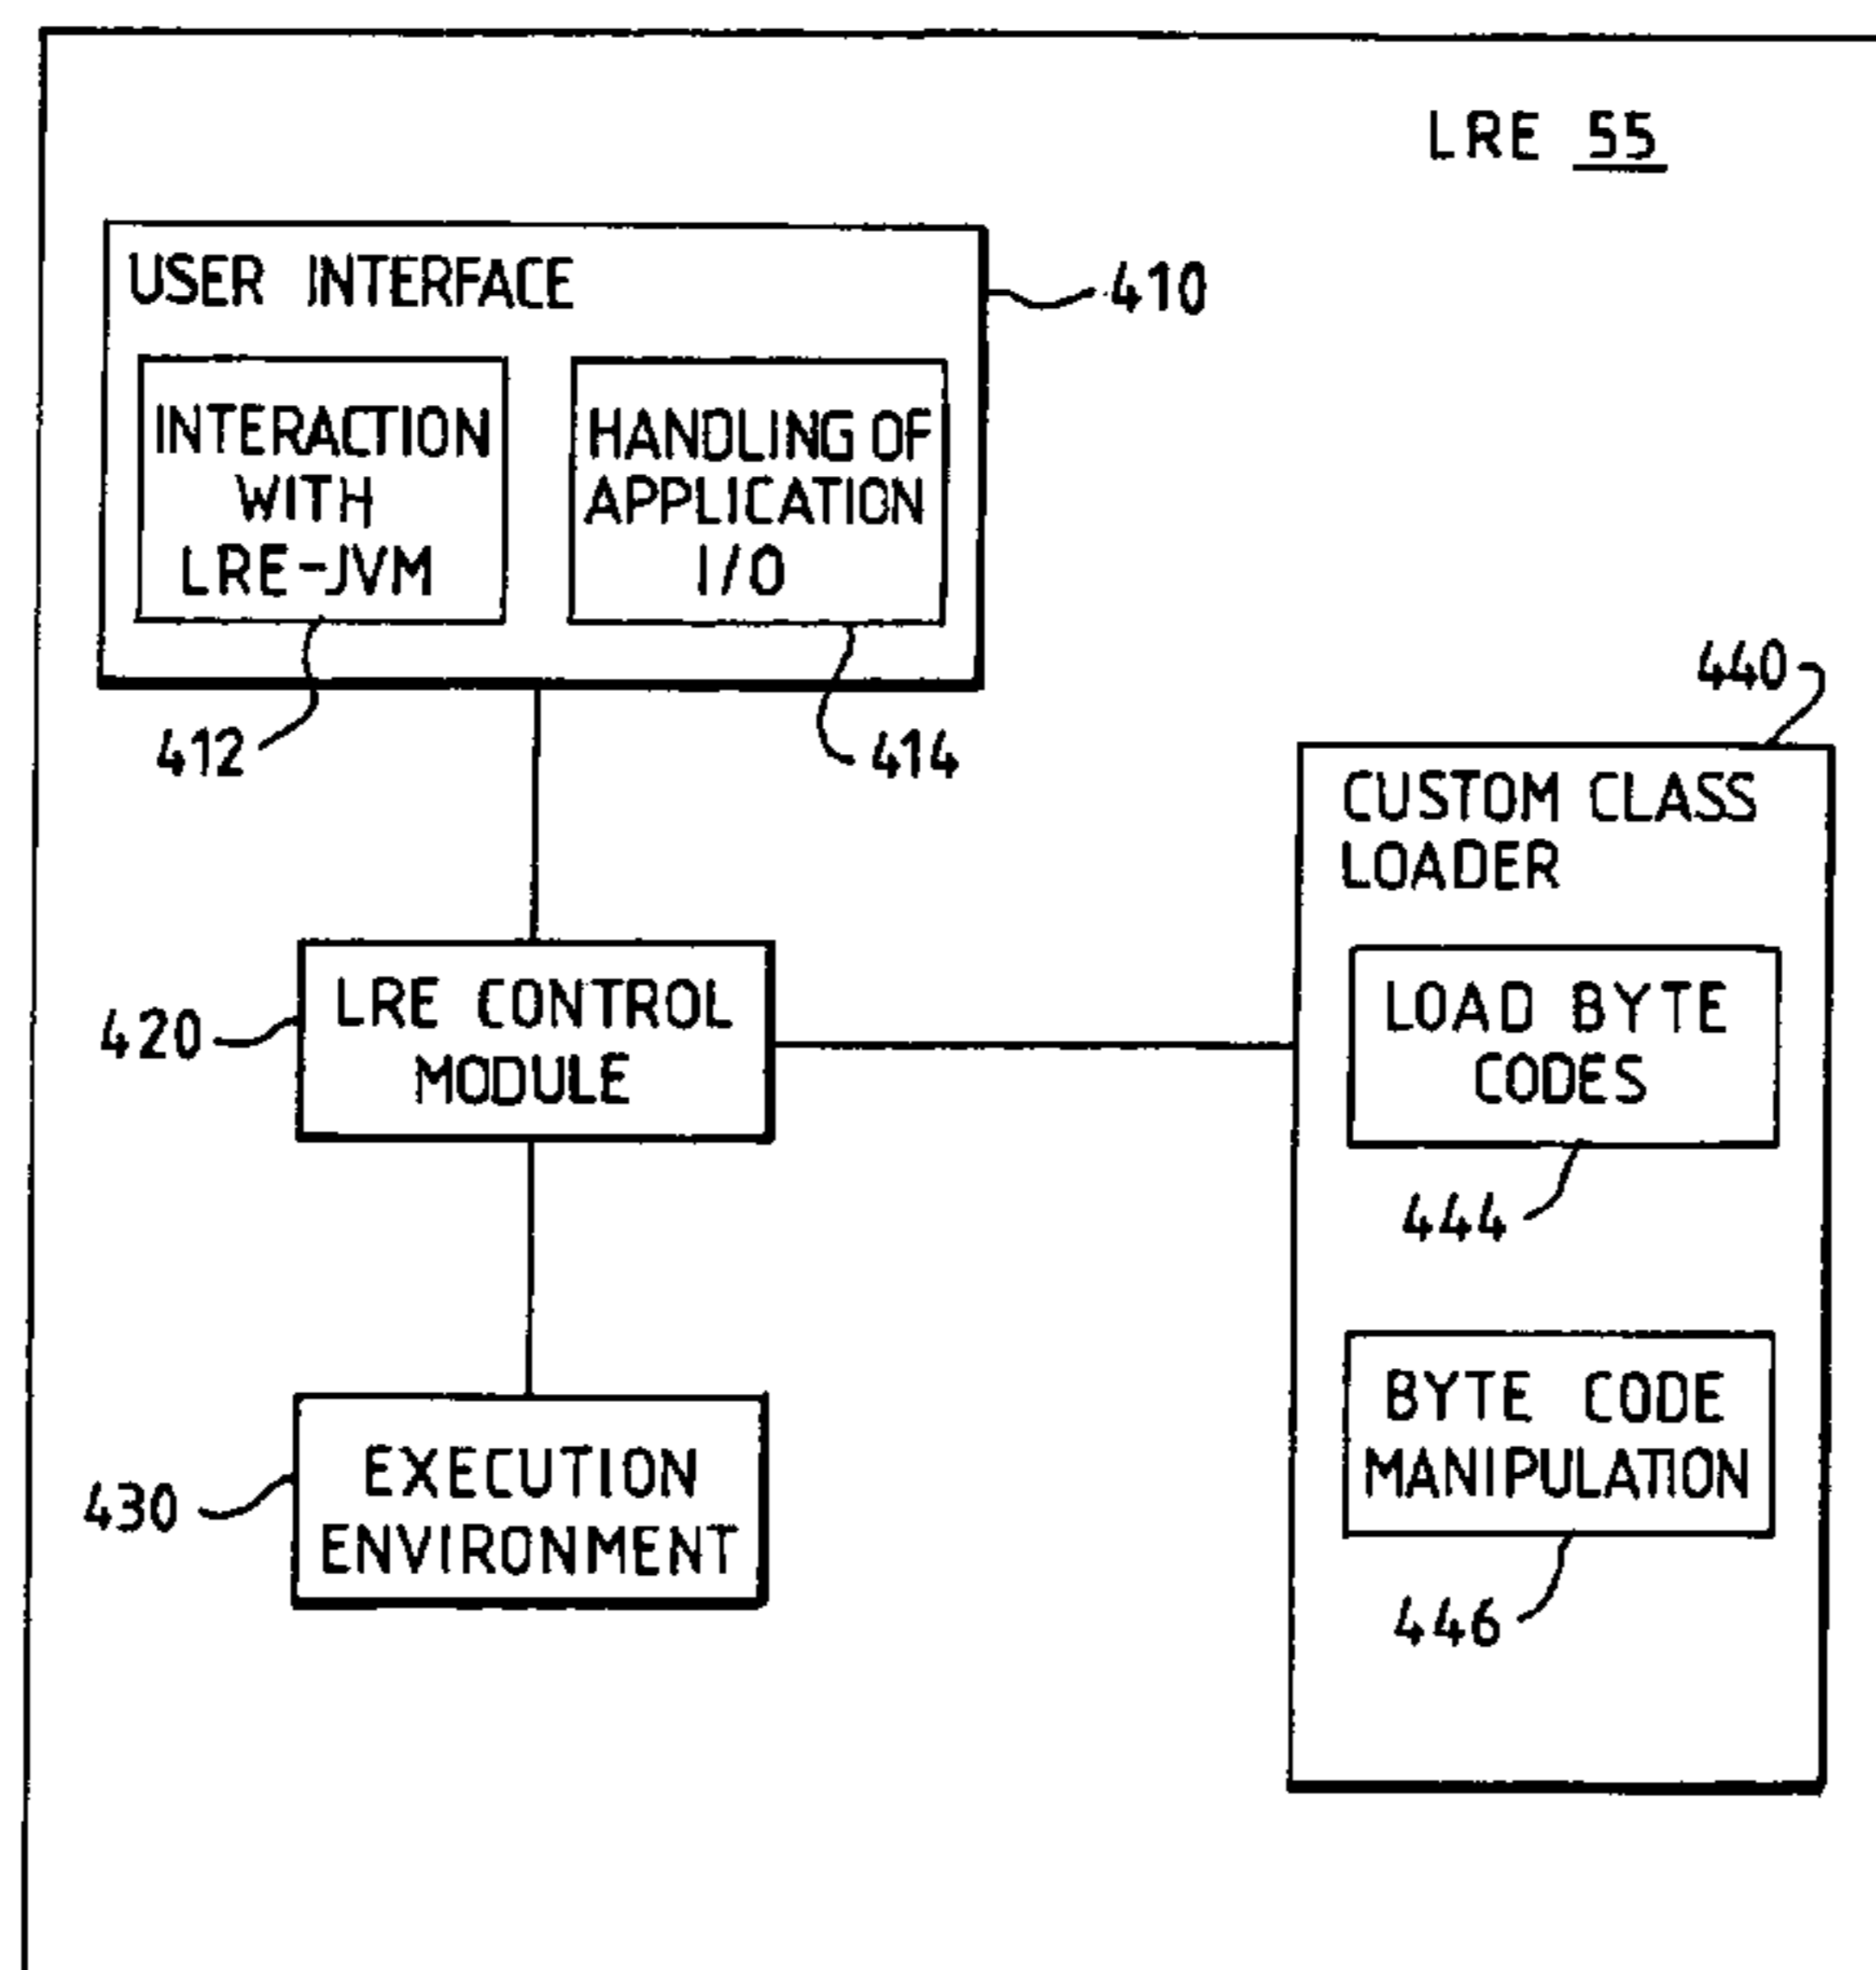 LRE 55
USER INTERFACE
410
INTERACTION
WITH
LRE-JVM
HANDLING OF
APPLICATION
I/O
412
414
440
CUSTOM CLASS
LOADER
LRE CONTROL
MODULE
420
LOAD BYTE
CODES
444
EXECUTION
ENVIRONMENT
430
BYTE CODE
MANIPULATION
446